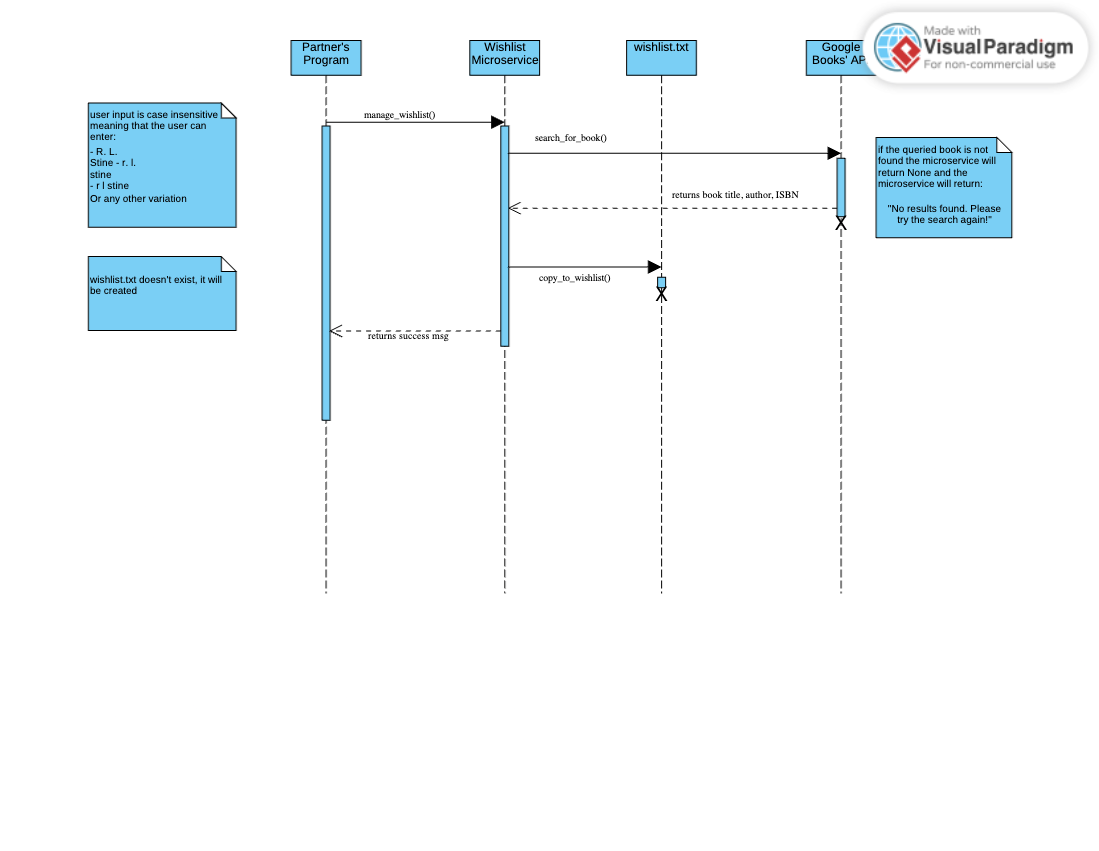 Made with
Visual Paradigm
For non-commercial use
Partner's
Program
Wishlist
Microservice
wishlist.txt
Google
Books' AP
user input is case insensitive
meaning that the user can
enter:
- R. L.
Stine - r. l.
stine
- r l stine
Or any other variation
manage_wishlist()
search_for_book()
if the queried book is not
found the microservice will
return None and the
microservice will return:
"No results found. Please
try the search again!"
returns book title, author, ISBN
X
wishlist.txt doesn't exist, it will
be created
copy_to_wishlist()
X
returns success msg